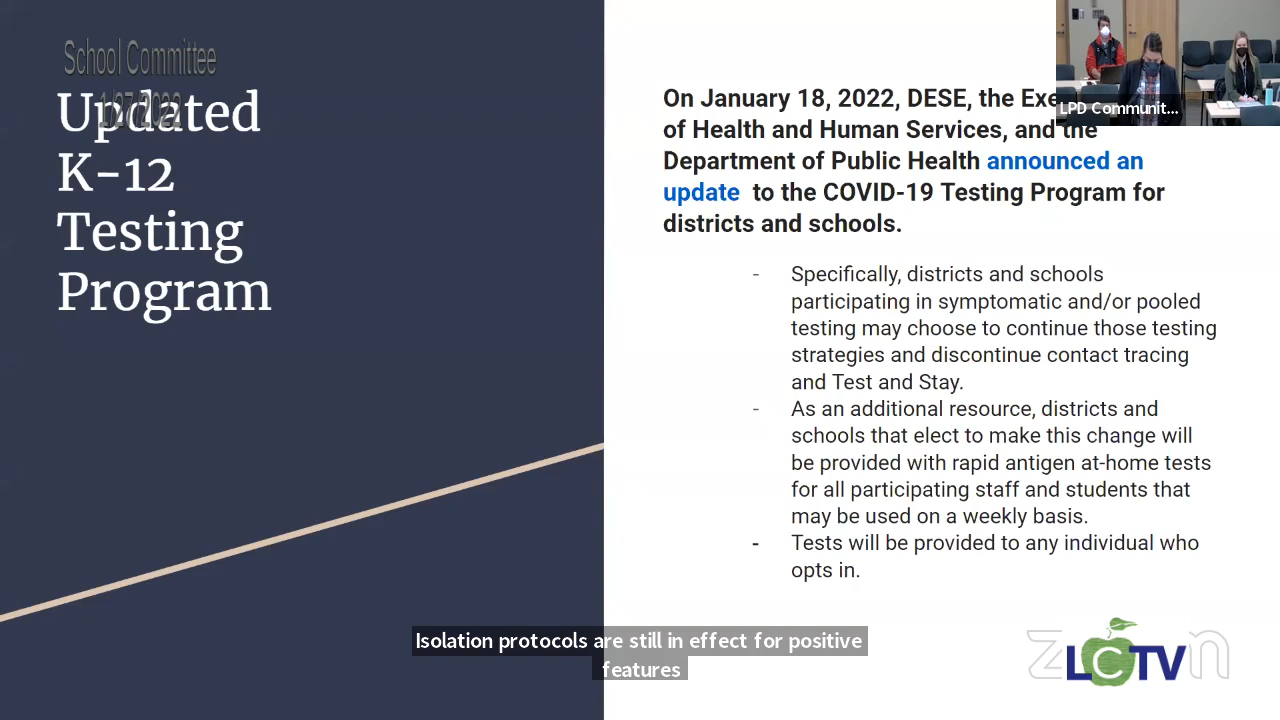 School Committee
1/27/2022
Updated
K-12
Testing
Program
On January 18, 2022, DESE, the
of Health and Human Services, and the
Department of Public Health announced an
update to the COVID-19 Testing Program for
districts and schools.
- Specifically, districts and schools
participating in symptomatic and/or pooled
testing may choose to continue those testing
strategies and discontinue contact tracing
and Test and Stay.
- As an additional resource, districts and
schools that elect to make this change will
be provided with rapid antigen at-home tests
for all participating staff and students that
may be used on a weekly basis.
- Tests will be provided to any individual who
opts in.
LPD Communit...
Isolation protocols are still in effect for positive
features
zoom
LCTV